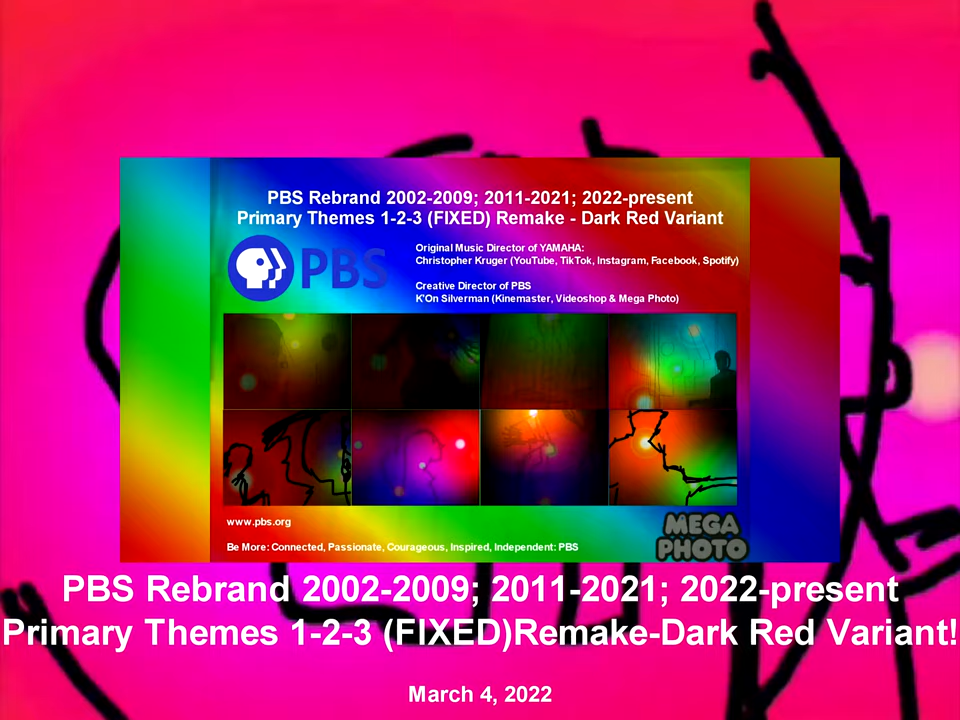 PBS Rebrand 2002-2009; 2011-2021; 2022-present
Primary Themes 1-2-3 (FIXED) Remake - Dark Red Variant
PBS
Original Music Director of YAMAHA:
Christopher Kruger (YouTube, TikTok, Instagram, Facebook, Spotify)
Creative Director of PBS
K'On Silverman (Kinemaster, Videoshop & Mega Photo)
www.pbs.org
Be More: Connected, Passionate, Courageous, Inspired, Independent: PBS
MEGA
PHOTO
PBS Rebrand 2002-2009; 2011-2021; 2022-present
Primary Themes 1-2-3 (FIXED)Remake-Dark Red Variant!
March 4, 2022